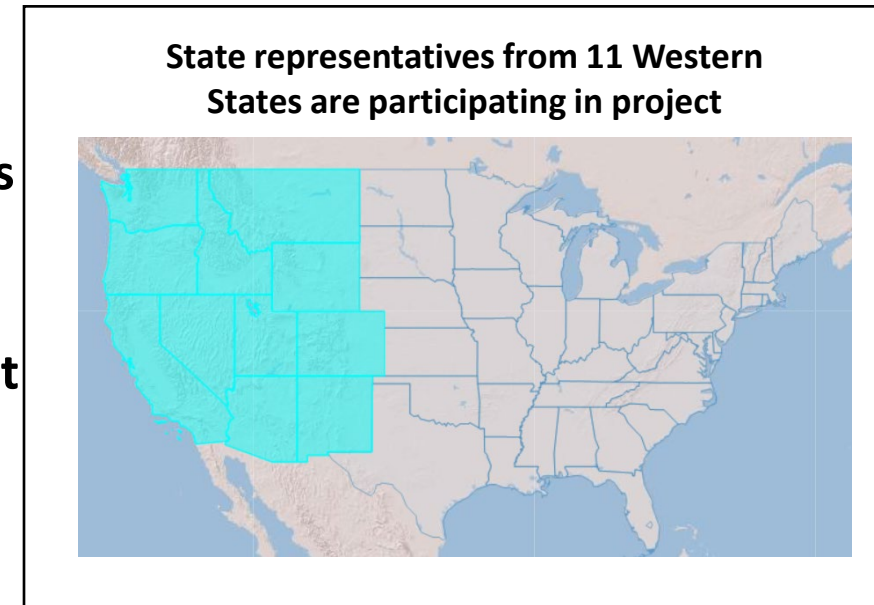 State representatives from 11 Western
States are participating in project
s
t